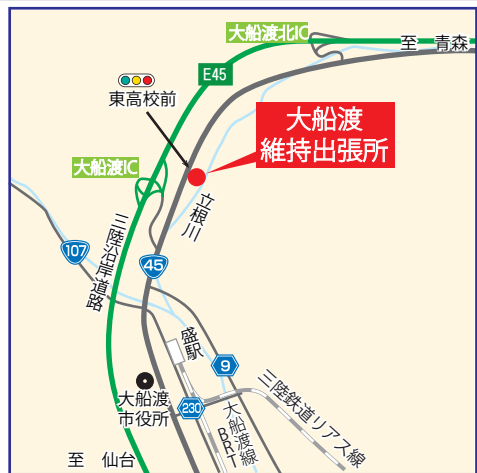 大船渡北IC
至 青森
E45
東高校前
大船渡
維持出張所
大船渡IC
立根川
107
三陸沿岸道路
45
盛駅
9
大船渡
市役所
230
大船渡線
BRT
三陸鉄道リアス線
至 仙台